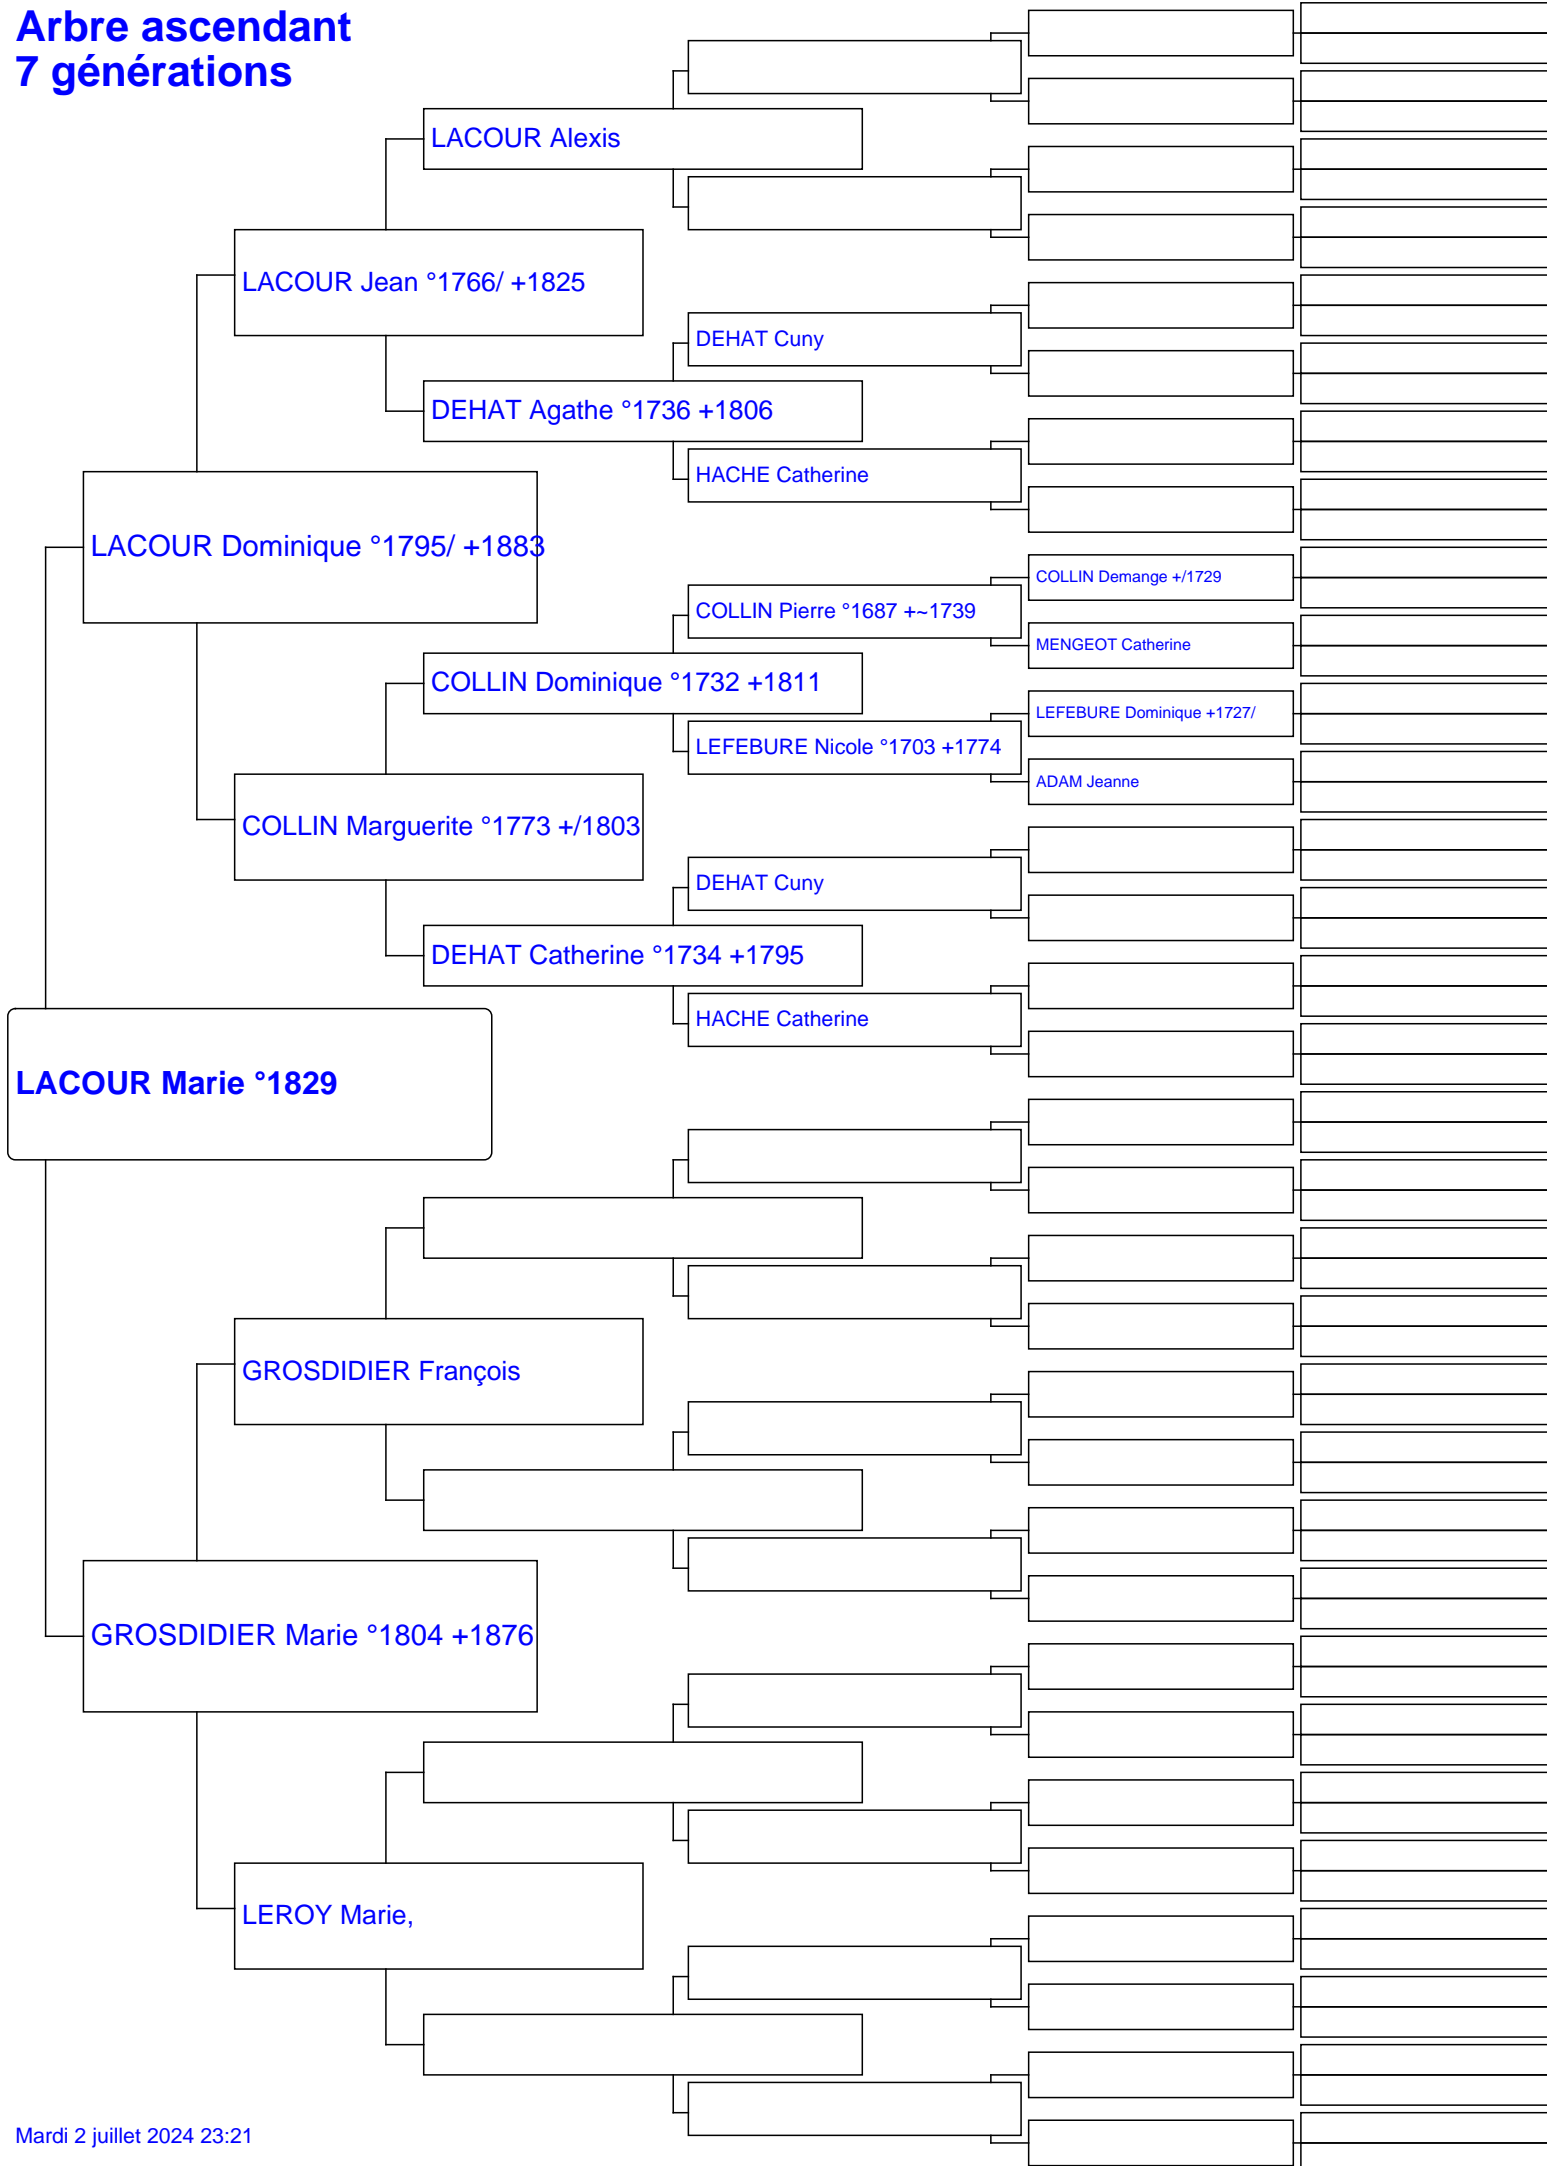 Arbre ascendant
7 générations
LACOUR Alexis
LACOUR Jean °1766/ +1825
DEHAT Cuny
DEHAT Agathe °1736 +1806
HACHE Catherine
LACOUR Dominique °1795/ +1883
COLLIN Demange +/1729
COLLIN Pierre °1687 +~1739
MENGEOT Catherine
COLLIN Dominique °1732 +1811
LEFEBURE Dominique +1727/
LEFEBURE Nicole °1703 +1774
ADAM Jeanne
COLLIN Marguerite °1773 +/1803
DEHAT Cuny
DEHAT Catherine °1734 +1795
HACHE Catherine
LACOUR Marie °1829
GROSDIDIER François
GROSDIDIER Marie °1804 +1876
LEROY Marie,
Mardi 2 juillet 2024 23:21